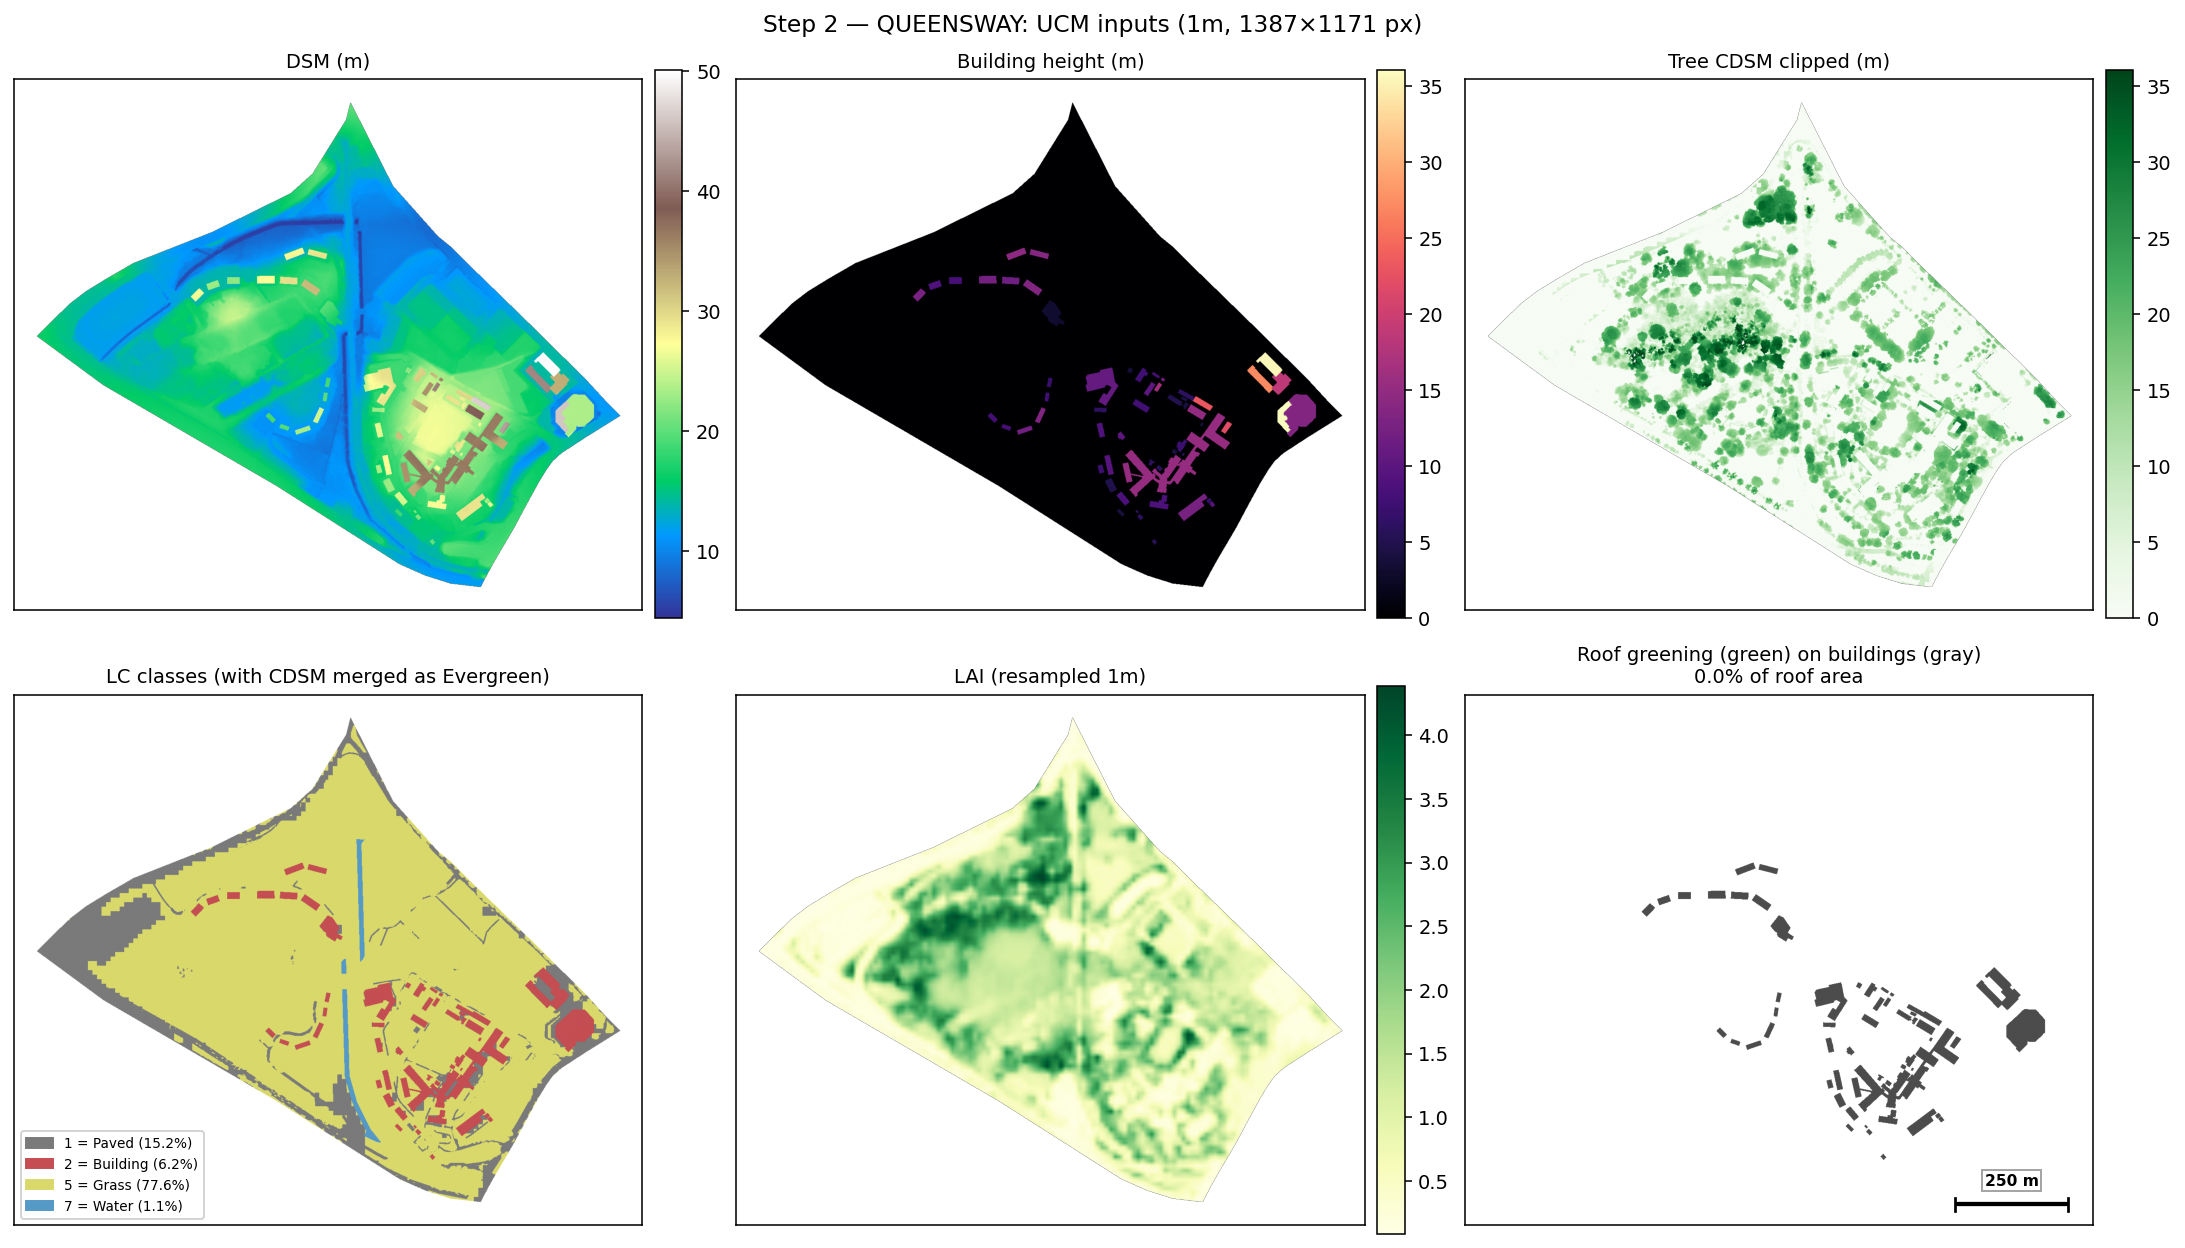 Step 2 — QUEENSWAY: UCM inputs (1m, 1387×1171 px)
DSM (m)
50
40
30
20
10
Building height (m)
35
30
25
20
15
10
5
0
Tree CDSM clipped (m)
35
30
25
20
15
10
5
0
LC classes (with CDSM merged as Evergreen)
1 = Paved (15.2%)
2 = Building (6.2%)
5 = Grass (77.6%)
7 = Water (1.1%)
LAI (resampled 1m)
4.0
3.5
3.0
2.5
2.0
1.5
1.0
0.5
Roof greening (green) on buildings (gray)
0.0% of roof area
250 m